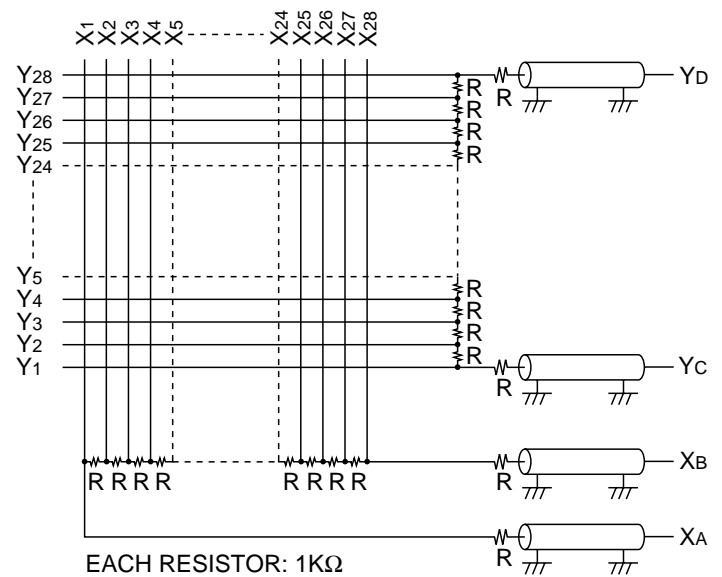 X1 X2 X3 X4 X5 X24 X25 X26 X27 X28
Y28
R
R
YD
Y27
R
Y26
R
Y25
R
Y24
Y5
R
Y4
R
Y3
R
Y2
R
Y1
R
YC
R R R R R R R R
R
XB
R
XA
EACH RESISTOR: 1KΩ